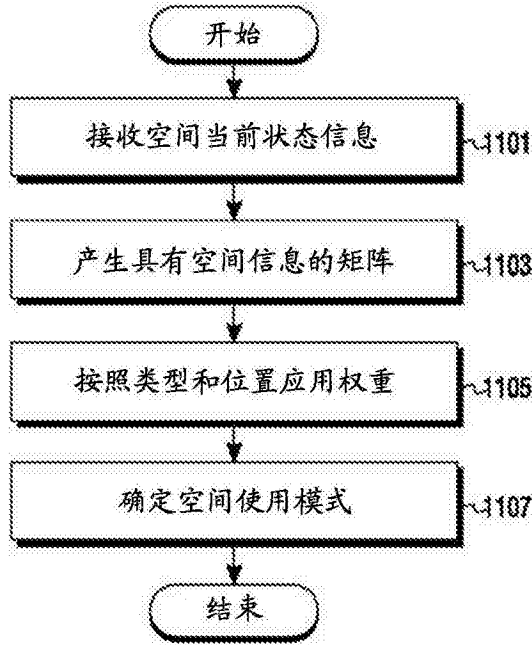 开始
接收空间当前状态信息
1101
产生具有空间信息的矩阵
1103
按照类型和位置应用权重
1105
确定空间使用模式
1107
结束